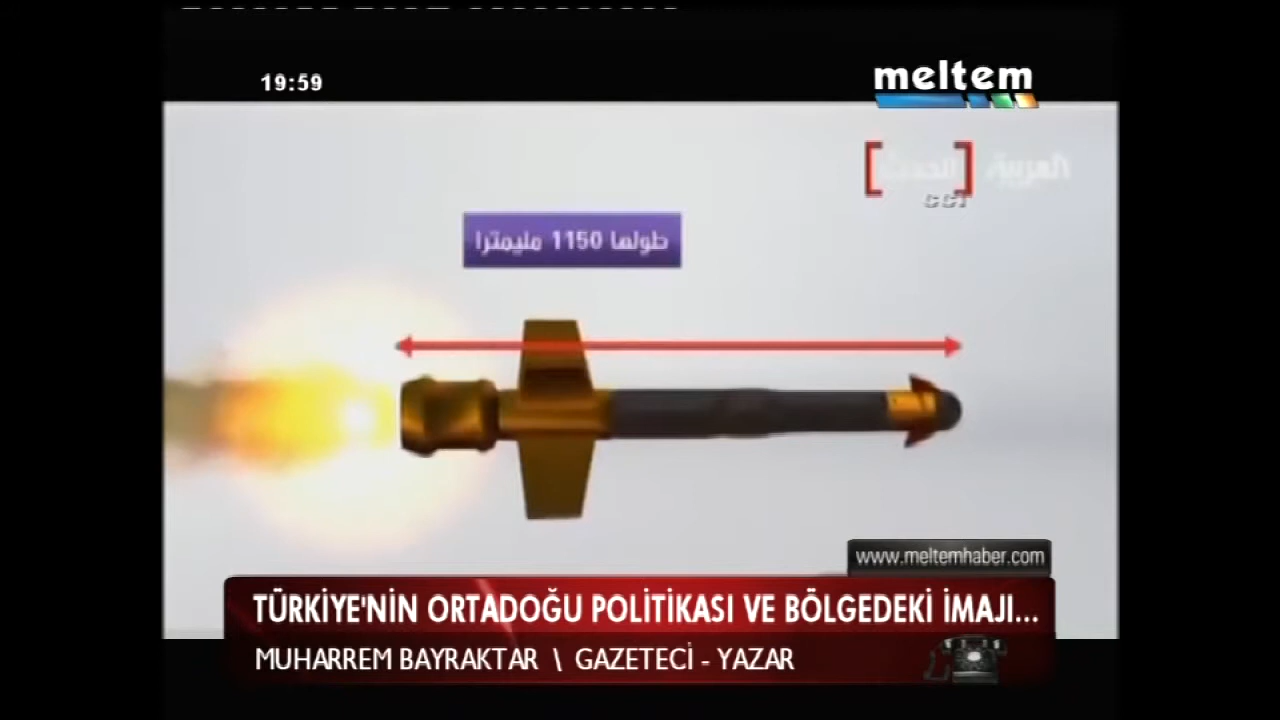 19:59
meltem
العربية
طولها 1150 مليمترا
www.meltemhaber.com
TÜRKİYE'NİN ORTADOĞU POLİTİKASI VE BÖLGEDEKİ İMAJI...
MUHARREM BAYRAKTAR \ GAZETECİ - YAZAR